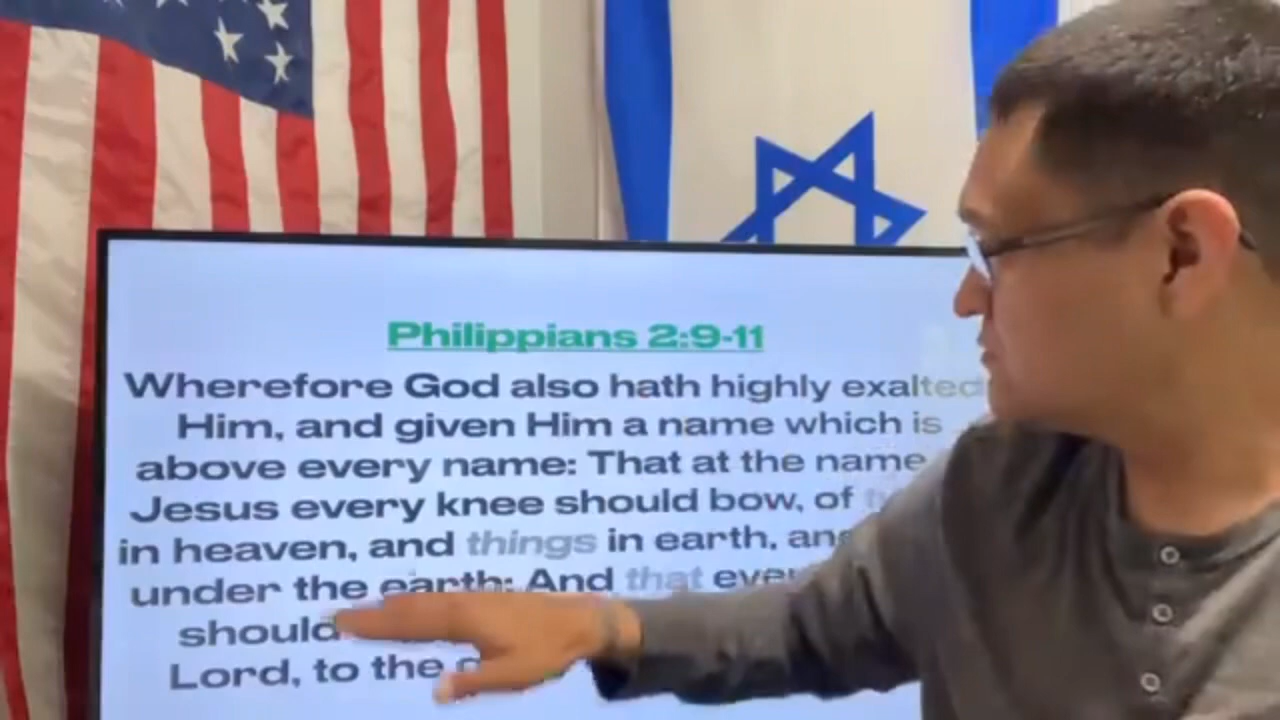 Philippians 2:9-11
Wherefore God also hath highly exalted
Him, and given Him a name which is
above every name: That at the name
Jesus every knee should bow, of
in heaven, and things in earth, and
under the earth: And that every
should
Lord, to the